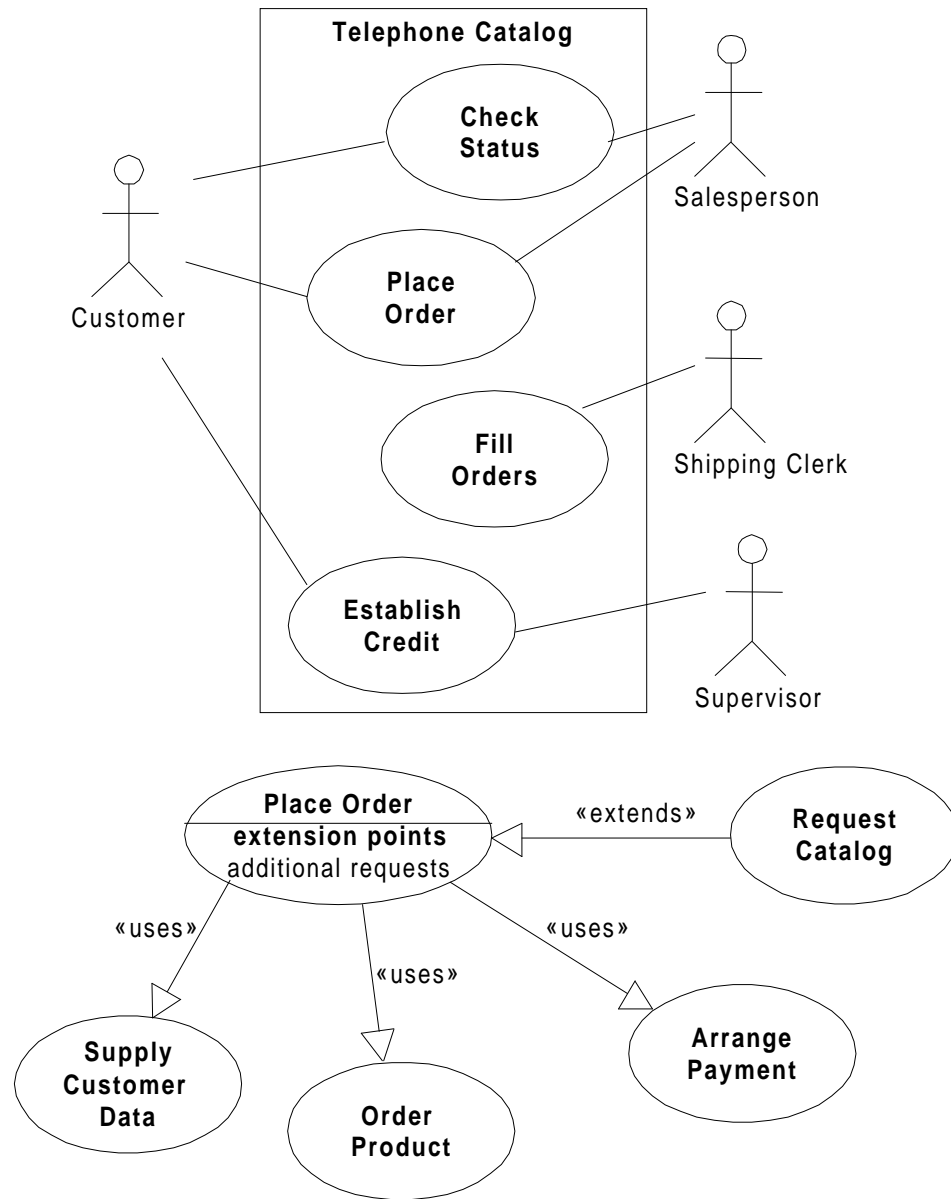 Telephone Catalog
Check
Status
Salesperson
Customer
Place
Order
Fill
Orders
Shipping Clerk
Establish
Credit
Supervisor
Place Order
extension points
additional requests
«extends»
Request
Catalog
«uses»
«uses»
«uses»
Supply
Customer
Data
Order
Product
Arrange
Payment